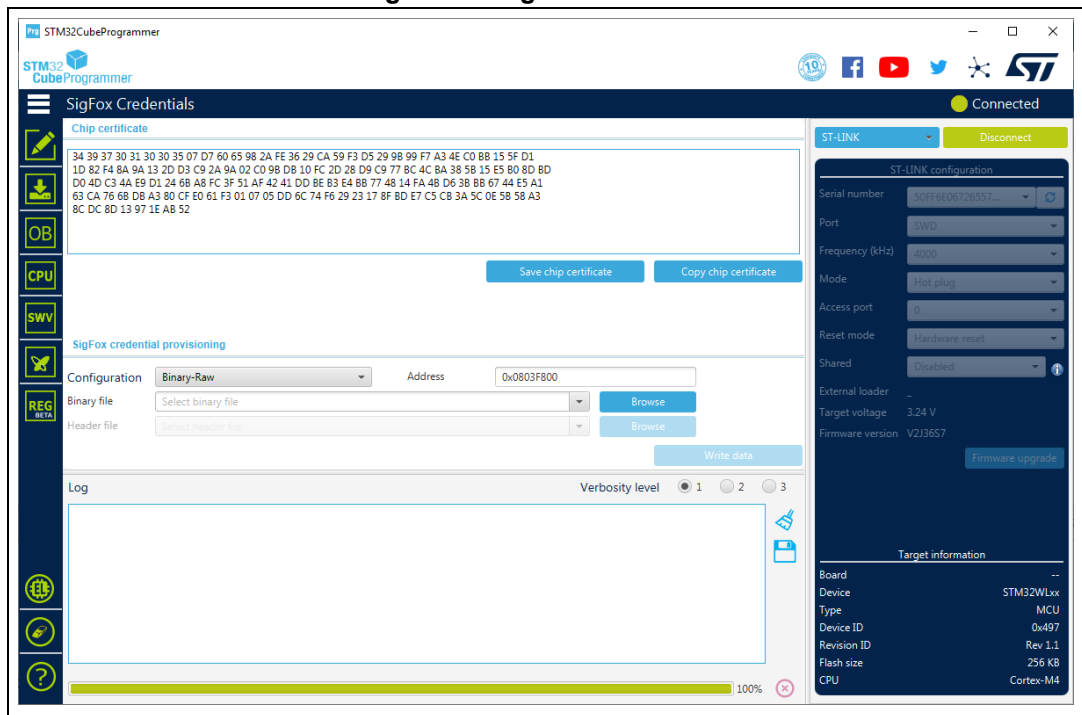 STM32CubeProgrammer
STM32
CubeProgrammer
SigFox Credentials
Connected
Chip certificate
34 39 37 30 31 30 30 35 07 D7 60 65 98 2A FE 36 29 CA 59 F3 D5 29 9B 99 F7 A3 4E C0 BB 15 5F D1
1D 82 F4 8A 9A 13 2D D3 C9 2A 9A 02 C0 9B DB 10 FC 2D 28 D9 C9 77 BC 4C BA 38 5B 15 E5 B0 8D BD
D0 4D C3 4A E9 D1 24 6B A8 FC 3F 51 AF 42 41 DD BE B3 E4 BB 77 48 14 FA 4B D6 3B BB 67 44 E5 A1
63 CA 76 6B DB A3 80 CF E0 61 F3 01 07 05 DD 6C 74 F6 29 23 17 8F BD E7 C5 CB 3A 5C 0E 5B 58 A3
8C DC 8D 13 97 1E AB 52
Save chip certificate
Copy chip certificate
SigFox credential provisioning
Configuration Binary-Raw Address 0x0803F800
Binary file Select binary file Browse
Header file Select header file Browse
Write data
Log Verbosity level 1 2 3
100%
OB
CPU
SWV
REG
BETA
ST-LINK Disconnect
ST-LINK configuration
Serial number 50FF6E06726557...
Port SWD
Frequency (kHz) 4000
Mode Hot plug
Access port 0
Reset mode Hardware reset
Shared Disabled
External loader _
Target voltage 3.24 V
Firmware version V2J36S7
Firmware upgrade
Target information
Board --
Device STM32WLxx
Type MCU
Device ID 0x497
Revision ID Rev 1.1
Flash size 256 KB
CPU Cortex-M4